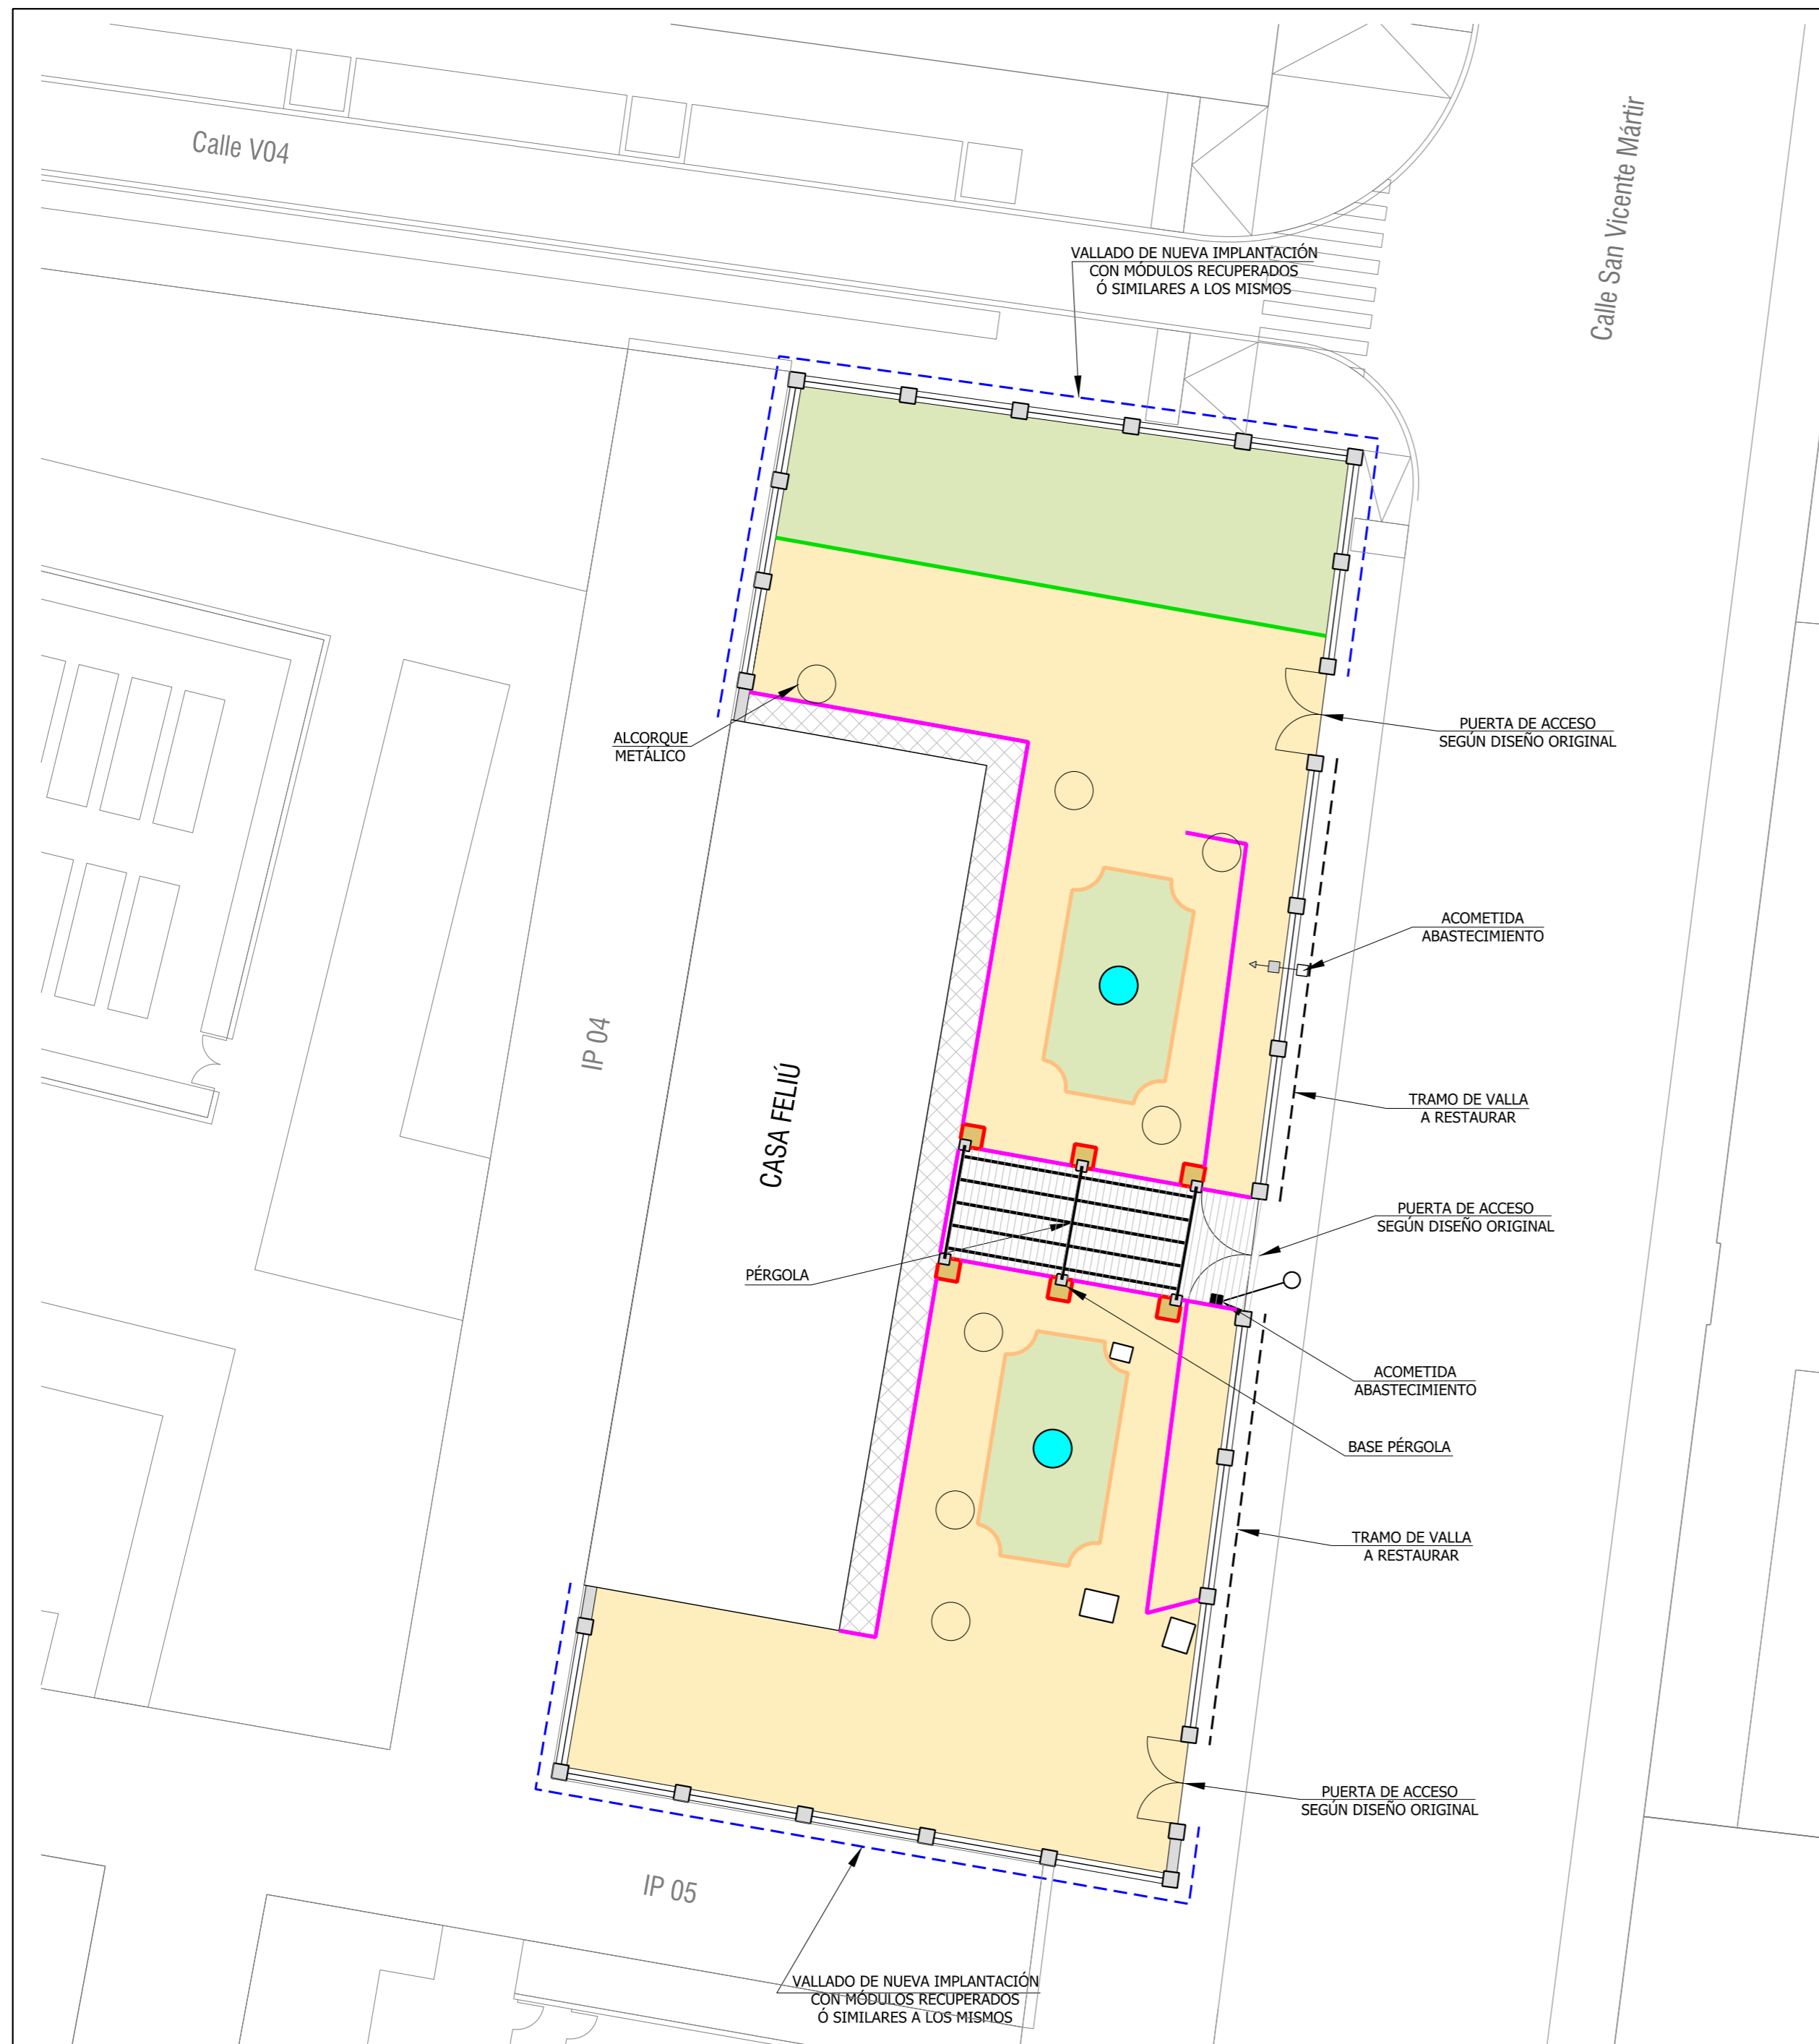 Calle V04
Calle San Vicente Mártir
VALLADO DE NUEVA IMPLANTACIÓN
CON MÓDULOS RECUPERADOS
Ó SIMILARES A LOS MISMOS
PUERTA DE ACCESO
SEGÚN DISEÑO ORIGINAL
ALCORQUE
METÁLICO
ACOMETIDA
ABASTECIMIENTO
IP 04
CASA FELIÚ
TRAMO DE VALLA
A RESTAURAR
PUERTA DE ACCESO
SEGÚN DISEÑO ORIGINAL
PÉRGOLA
ACOMETIDA
ABASTECIMIENTO
BASE PÉRGOLA
TRAMO DE VALLA
A RESTAURAR
PUERTA DE ACCESO
SEGÚN DISEÑO ORIGINAL
IP 05
VALLADO DE NUEVA IMPLANTACIÓN
CON MÓDULOS RECUPERADOS
Ó SIMILARES A LOS MISMOS